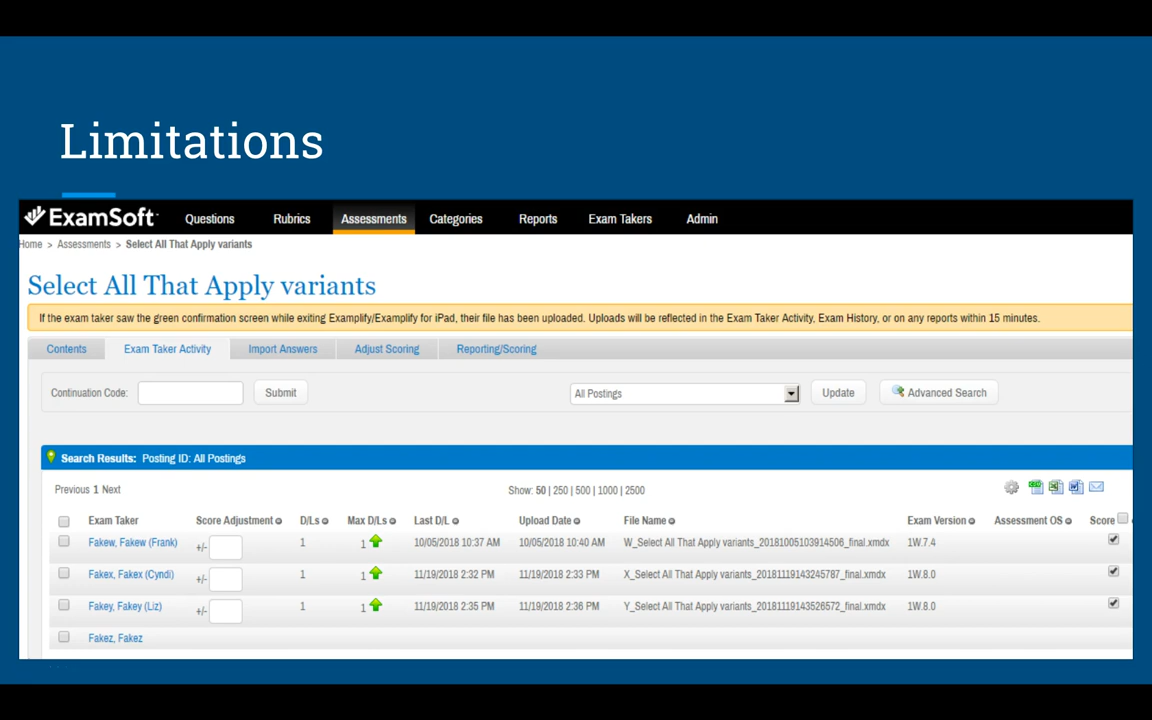 Limitations
ExamSoft Questions Rubrics Assessments Categories Reports Exam Takers Admin
Home > Assessments > Select All That Apply variants
Select All That Apply variants
If the exam taker saw the green confirmation screen while exiting Examplify/Examplify for iPad, their file has been uploaded. Uploads will be reflected in the Exam Taker Activity, Exam History, or on any reports within 15 minutes.
Contents Exam Taker Activity Import Answers Adjust Scoring Reporting/Scoring
Continuation Code: Submit All Postings Update Advanced Search
Search Results: Posting ID: All Postings
Previous 1 Next Show: 50 | 250 | 500 | 1000 | 2500
Exam Taker Score Adjustment D/Ls Max D/Ls Last D/L Upload Date File Name Exam Version Assessment OS Score
Fakew, Fakew (Frank) +/- 1 1 10/05/2018 10:37 AM 10/05/2018 10:40 AM W_Select All That Apply variants_20181005103914506_final.xmdx 1W.7.4
Fakex, Fakex (Cyndi) +/- 1 1 11/19/2018 2:32 PM 11/19/2018 2:33 PM X_Select All That Apply variants_20181119143245787_final.xmdx 1W.8.0
Fakey, Fakey (Liz) +/- 1 1 11/19/2018 2:35 PM 11/19/2018 2:36 PM Y_Select All That Apply variants_20181119143526572_final.xmdx 1W.8.0
Fakez, Fakez